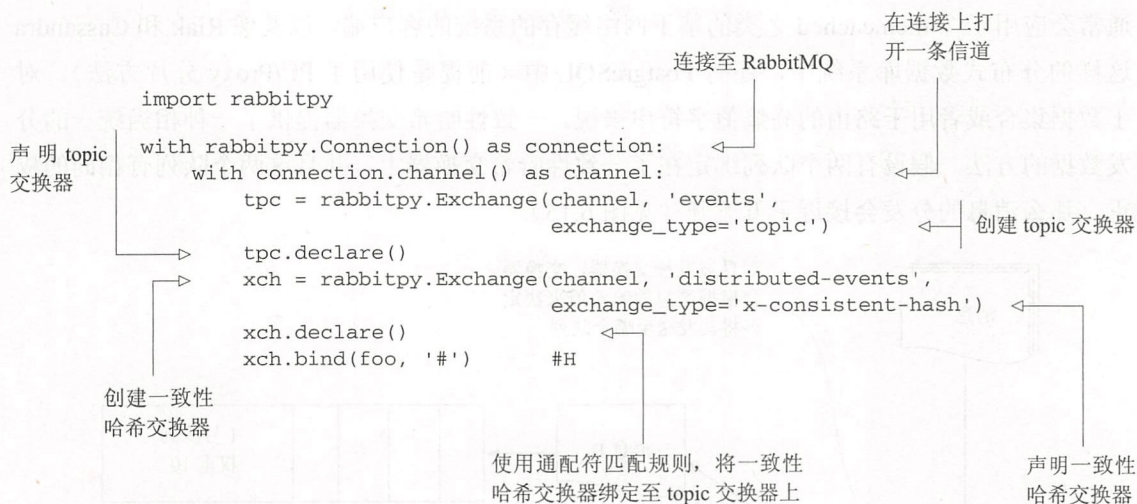 在连接上打
开一条信道
连接至 RabbitMQ
import rabbitpy
声明 topic
交换器
with rabbitpy.Connection() as connection:
with connection.channel() as channel:
tpc = rabbitpy.Exchange(channel, 'events',
exchange_type='topic')
创建 topic 交换器
tpc.declare()
xch = rabbitpy.Exchange(channel, 'distributed-events',
exchange_type='x-consistent-hash')
xch.declare()
xch.bind(foo, '#') #H
创建一致性
哈希交换器
使用通配符匹配规则，将一致性
哈希交换器绑定至 topic 交换器上
声明一致性
哈希交换器